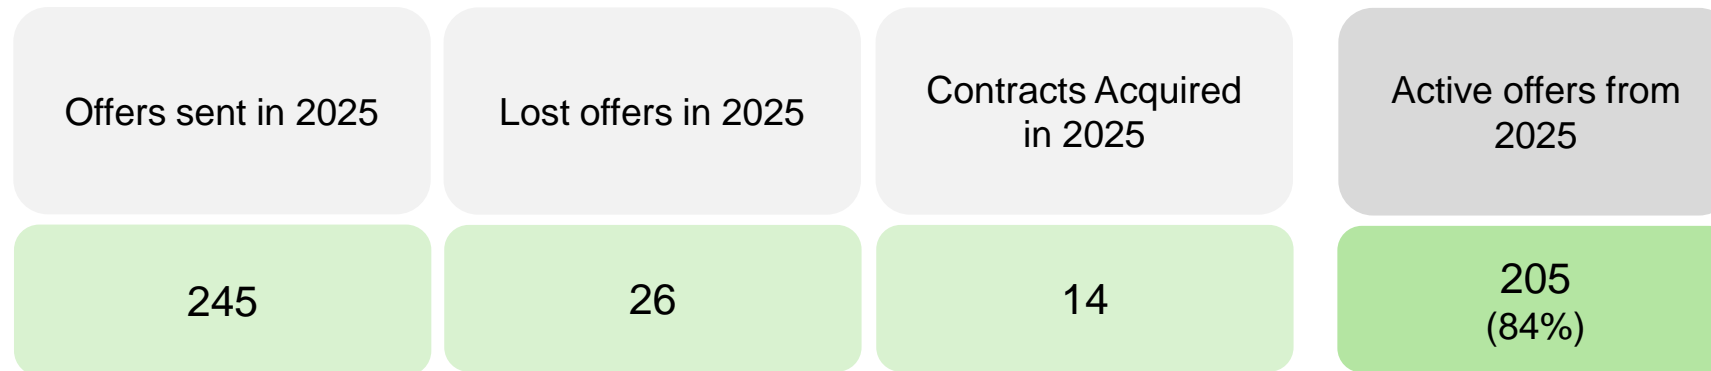 Offers sent in 2025
Lost offers in 2025
Contracts Acquired
in 2025
Active offers from
2025
245
26
14
205
(84%)